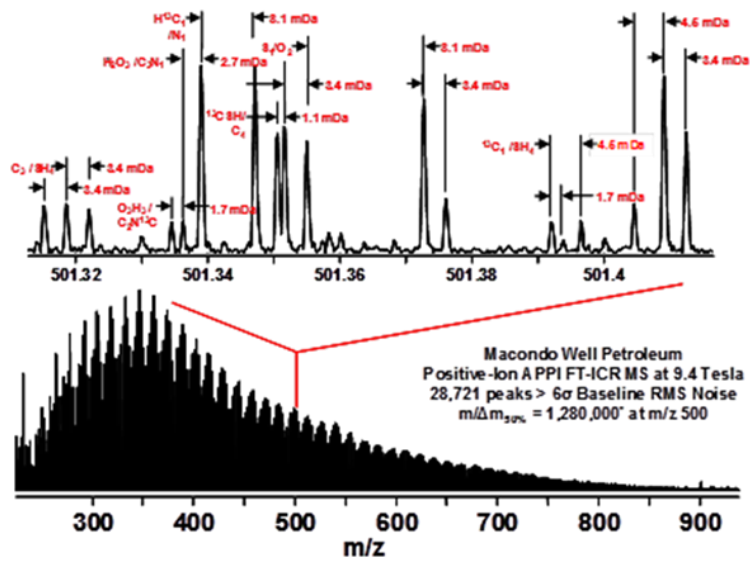 H¹³C₁
/N₁
8.1 mDa
4.6 mDa
S₁/O₂
8.1 mDa
2.7 mDa
3.4 mDa
3.4 mDa
3.4 mDa
¹³C 8H/
C₄
1.1 mDa
¹³C₁ /8H₄
4.6 mDa
C₃ / 8H₄
3.4 mDa
3.4 mDa
1.7 mDa
1.7 mDa
501.32
501.34
501.36
501.38
501.4
Macondo Well Petroleum
Positive-Ion APPI FT-ICR MS at 9.4 Tesla
28,721 peaks > 6σ Baseline RMS Noise
m/Δm₅₀% = 1,280,000* at m/z 500
300
400
500
600
700
800
900
m/z